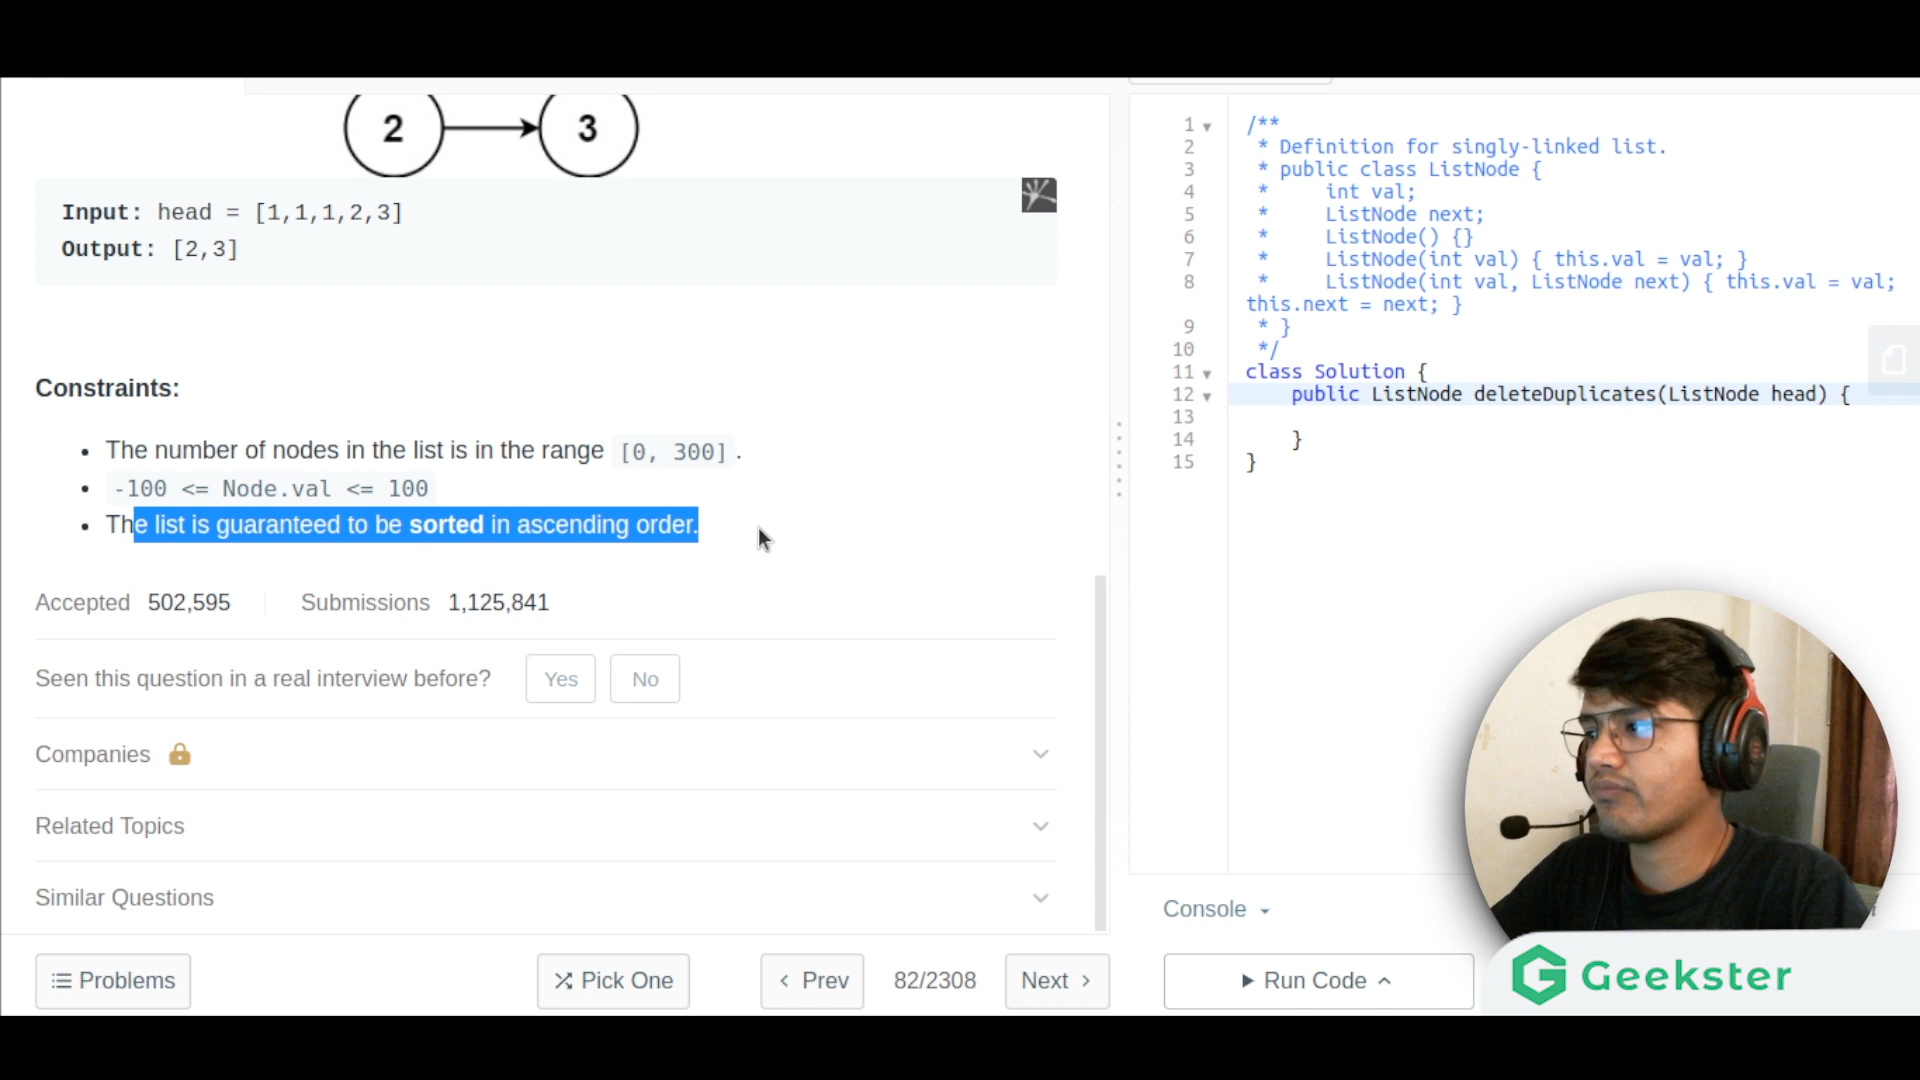 2 3
Input: head = [1,1,1,2,3]
Output: [2,3]
Constraints:
The number of nodes in the list is in the range [0, 300].
-100 <= Node.val <= 100
The list is guaranteed to be sorted in ascending order.
Accepted 502,595 Submissions 1,125,841
Seen this question in a real interview before? Yes No
Companies
Related Topics
Similar Questions
Problems Pick One Prev 82/2308 Next
1 /**
2 * Definition for singly-linked list.
3 * public class ListNode {
4 * int val;
5 * ListNode next;
6 * ListNode() {}
7 * ListNode(int val) { this.val = val; }
8 * ListNode(int val, ListNode next) { this.val = val;
this.next = next; }
9 * }
10 */
11 class Solution {
12 public ListNode deleteDuplicates(ListNode head) {
13
14 }
15 }
Console
Run Code
Geekster